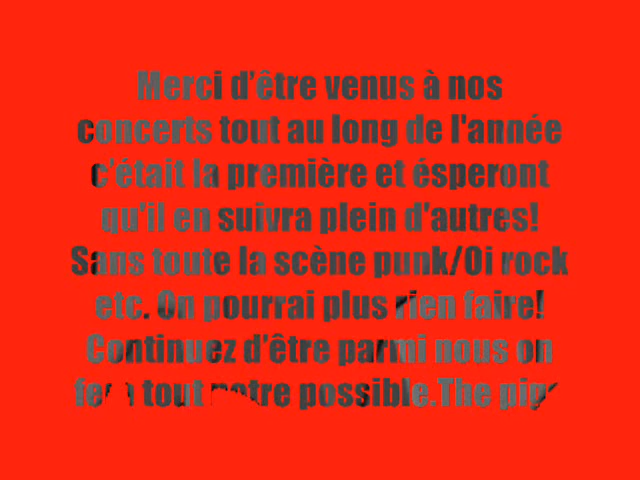 Merci d'être venus à nos
concerts tout au long de l'année
c'était la première et ésperont
qu'il en suivra plein d'autres!
Sans toute la scène punk/Oi rock
etc. On pourrai plus rien faire!
Continuez d'être parmi nous on
fera tout notre possible.The